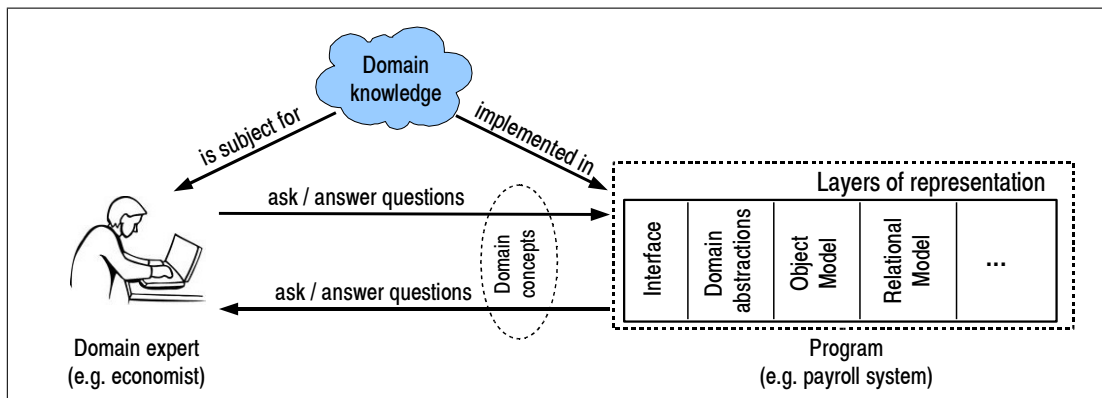 Domain
knowledge
is subject for
implemented in
Layers of representation
ask / answer questions
Domain
concepts
Interface
Domain
abstractions
Object
Model
Relational
Model
...
ask / answer questions
Domain expert
(e.g. economist)
Program
(e.g. payroll system)